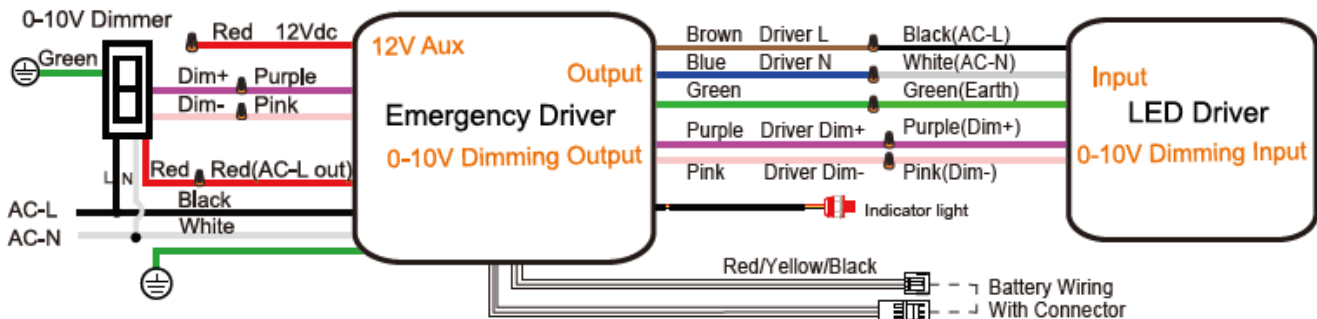 0-10V Dimmer
Green
Red 12Vdc
Dim+ Purple
Dim- Pink
L N
Red Red(AC-L out)
Black
White
AC-L
AC-N
12V Aux
Output
Emergency Driver
0-10V Dimming Output
Brown Driver L Black(AC-L)
Blue Driver N White(AC-N)
Green Green(Earth)
Purple Driver Dim+ Purple(Dim+)
Pink Driver Dim- Pink(Dim-)
Indicator light
Input
LED Driver
0-10V Dimming Input
Red/Yellow/Black
Battery Wiring
With Connector